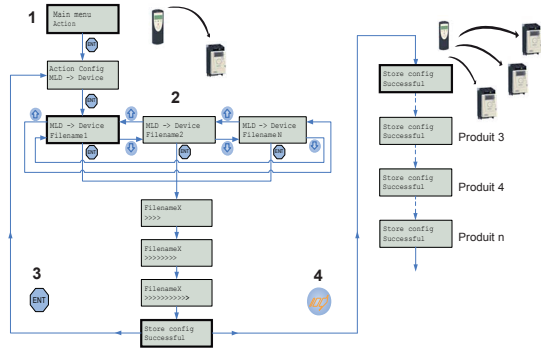 1
Main menu
Action
ENT
Action Config
MLD -> Device
ENT
2
MLD -> Device
Filename1
MLD -> Device
Filename2
MLD -> Device
FilenameN
ENT
ENT
ENT
FilenameX
>>>>
FilenameX
>>>>>>>>
FilenameX
>>>>>>>>>>>
Store config
Successful
3
ENT
4
Store config
Successful
Store config
Successful
Produit 3
Store config
Successful
Produit 4
Store config
Successful
Produit n